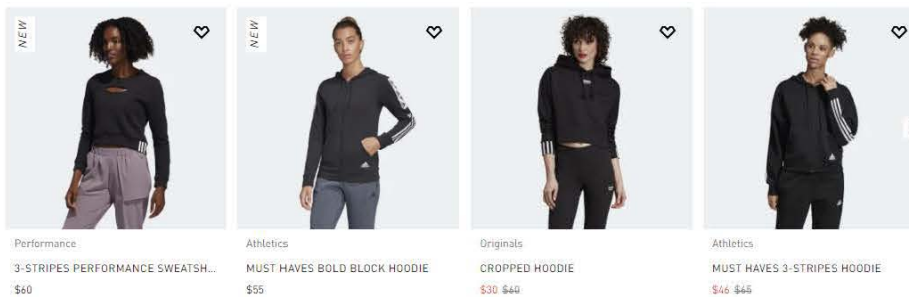 NEW
NEW
Performance
3-STRIPES PERFORMANCE SWEATSH...
$60
Athletics
MUST HAVES BOLD BLOCK HOODIE
$55
Originals
CROPPED HOODIE
$30 $60
Athletics
MUST HAVES 3-STRIPES HOODIE
$46 $65